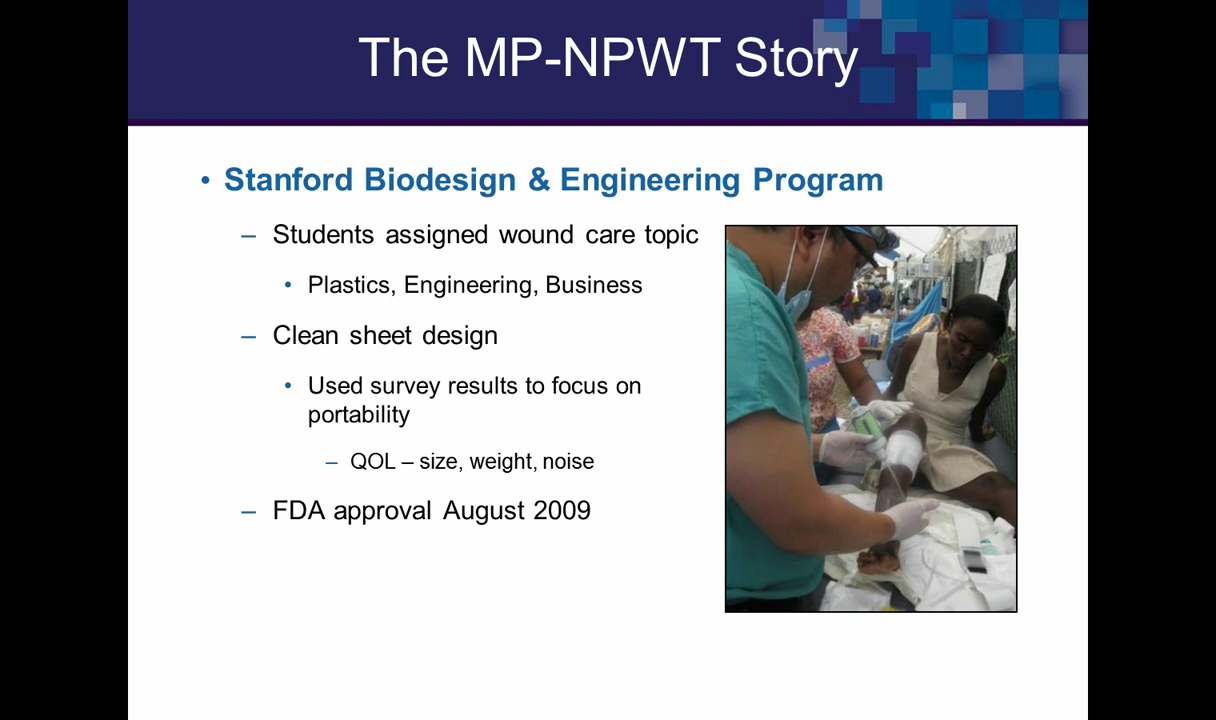 The MP-NPWT Story
• Stanford Biodesign & Engineering Program
– Students assigned wound care topic
• Plastics, Engineering, Business
– Clean sheet design
• Used survey results to focus on
portability
– QOL – size, weight, noise
– FDA approval August 2009